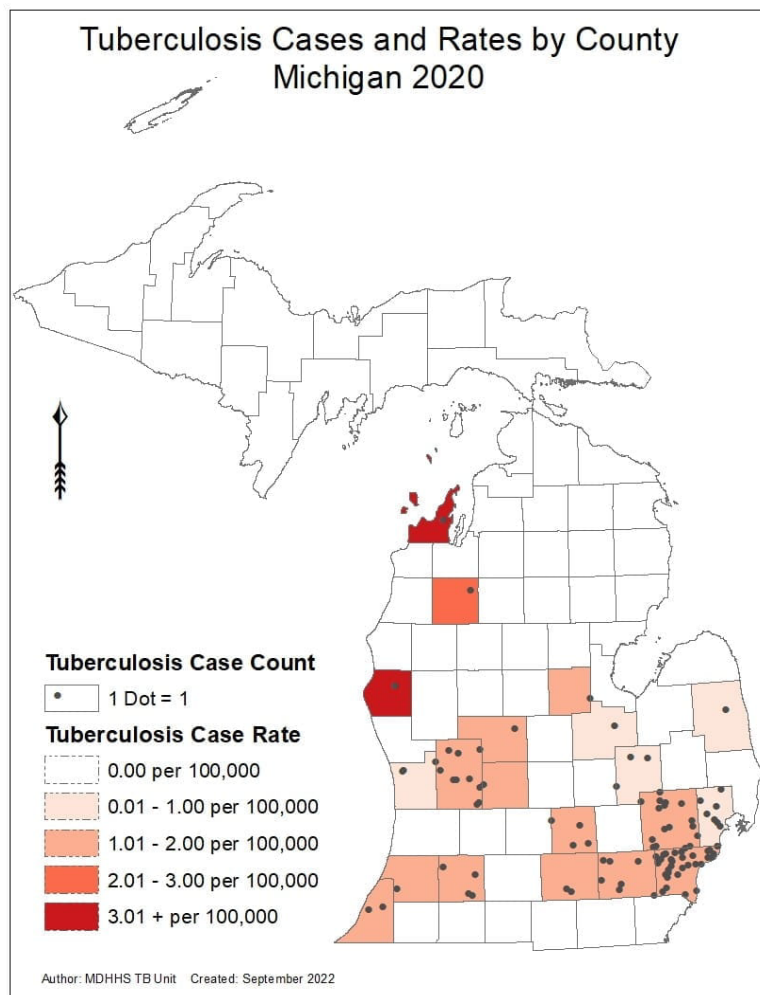 Tuberculosis Cases and Rates by County
Michigan 2020
Tuberculosis Case Count
1 Dot = 1
Tuberculosis Case Rate
0.00 per 100,000
0.01 - 1.00 per 100,000
1.01 - 2.00 per 100,000
2.01 - 3.00 per 100,000
3.01 + per 100,000
Author: MDHHS TB Unit Created: September 2022